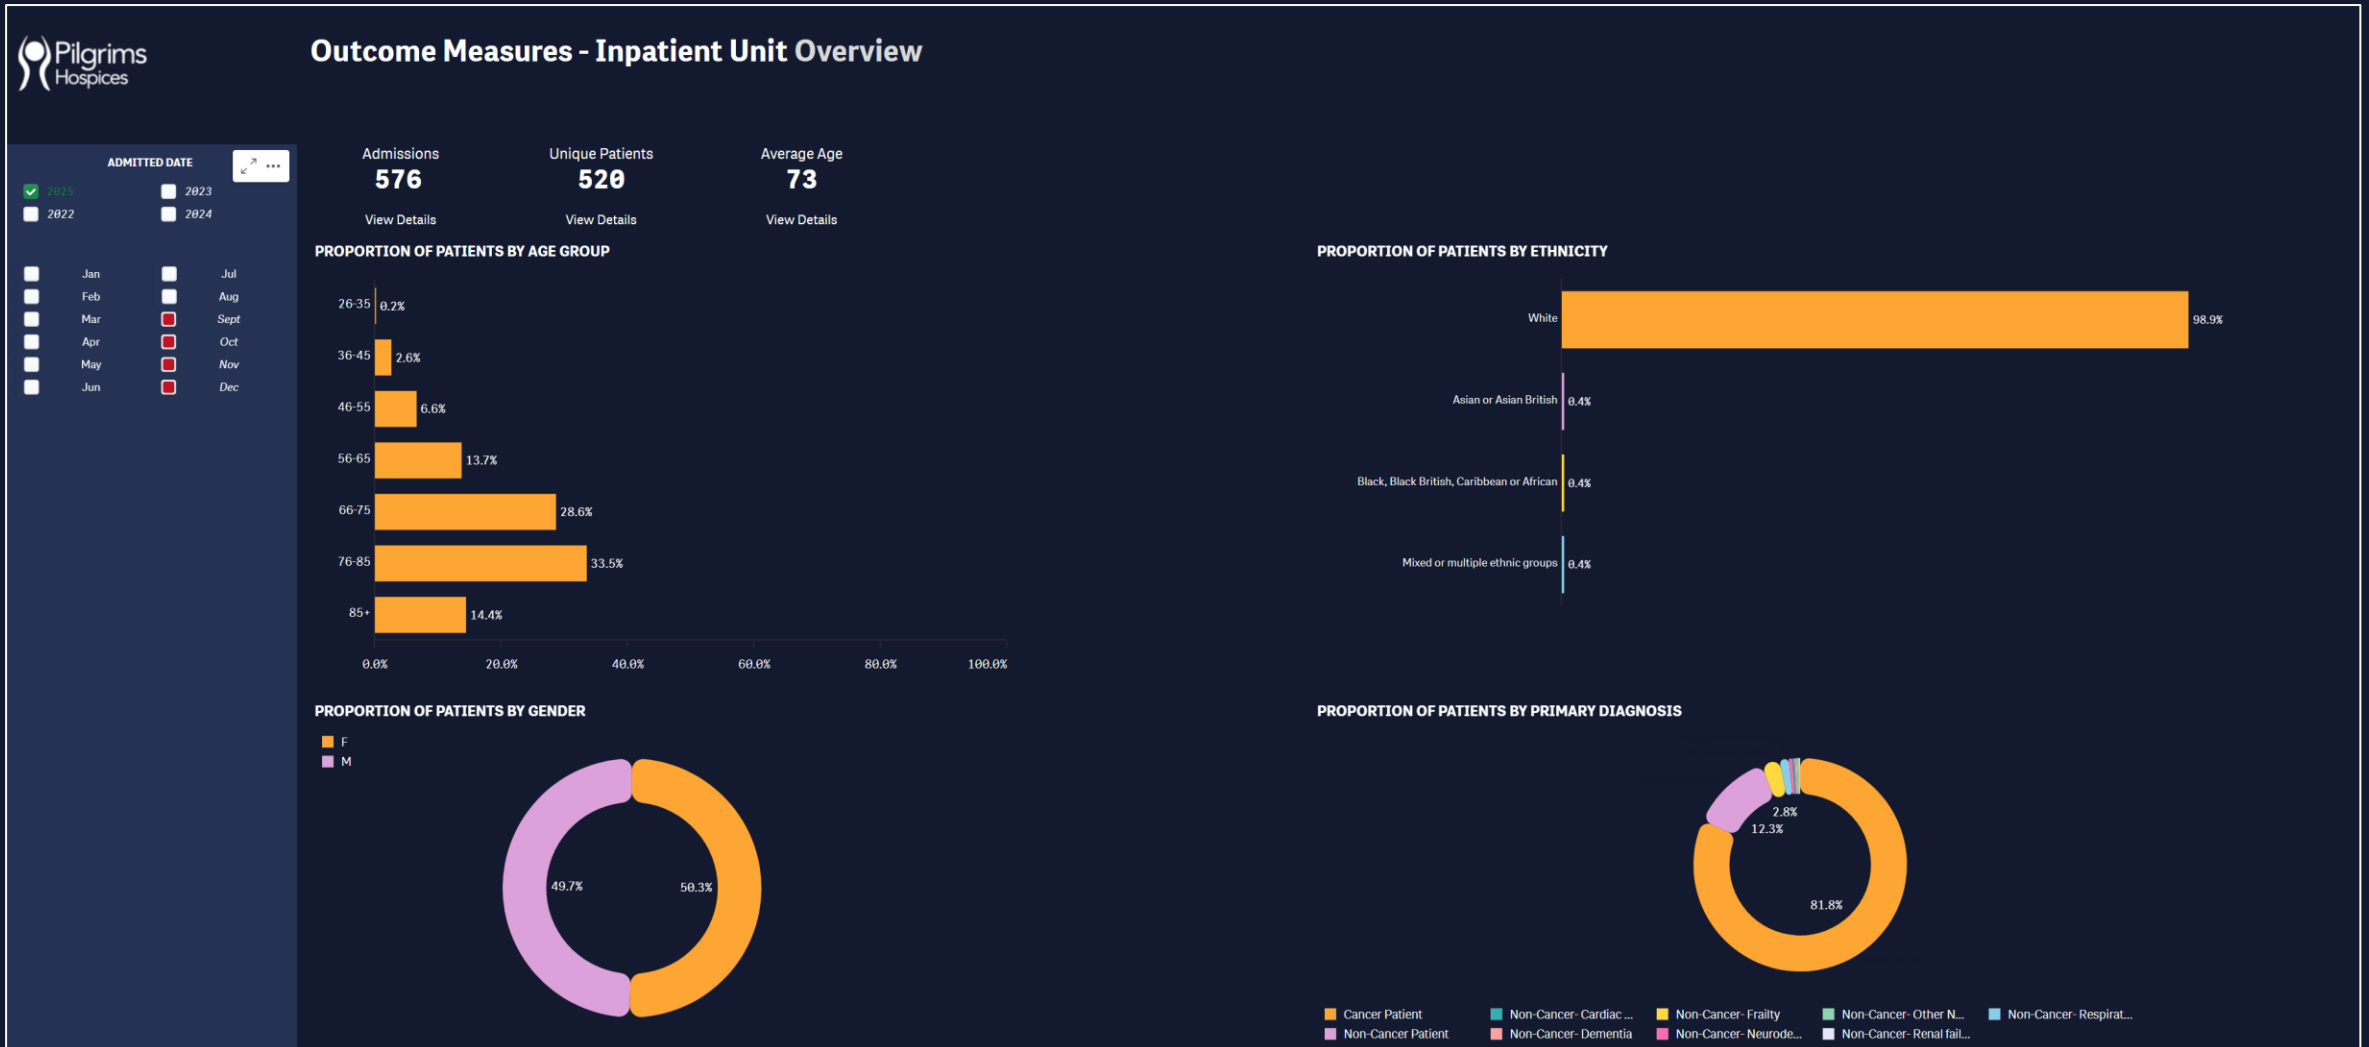 Pilgrims
Hospices
Outcome Measures - Inpatient Unit Overview
ADMITTED DATE
2025 2023
2022 2024
Jan Jul
Feb Aug
Mar Sept
Apr Oct
May Nov
Jun Dec
Admissions Unique Patients Average Age
576 520 73
View Details View Details View Details
PROPORTION OF PATIENTS BY AGE GROUP
26-35 0.2%
36-45 2.6%
46-55 6.6%
56-65 13.7%
66-75 28.6%
76-85 33.5%
85+ 14.4%
0.0% 20.0% 40.0% 60.0% 80.0% 100.0%
PROPORTION OF PATIENTS BY ETHNICITY
White 98.9%
Asian or Asian British 0.4%
Black, Black British, Caribbean or African 0.4%
Mixed or multiple ethnic groups 0.4%
PROPORTION OF PATIENTS BY GENDER
F
M
49.7% 50.3%
PROPORTION OF PATIENTS BY PRIMARY DIAGNOSIS
2.8%
12.3%
81.8%
Cancer Patient Non-Cancer- Cardiac ... Non-Cancer- Frailty Non-Cancer- Other N... Non-Cancer- Respirat...
Non-Cancer Patient Non-Cancer- Dementia Non-Cancer- Neurode... Non-Cancer- Renal fail...